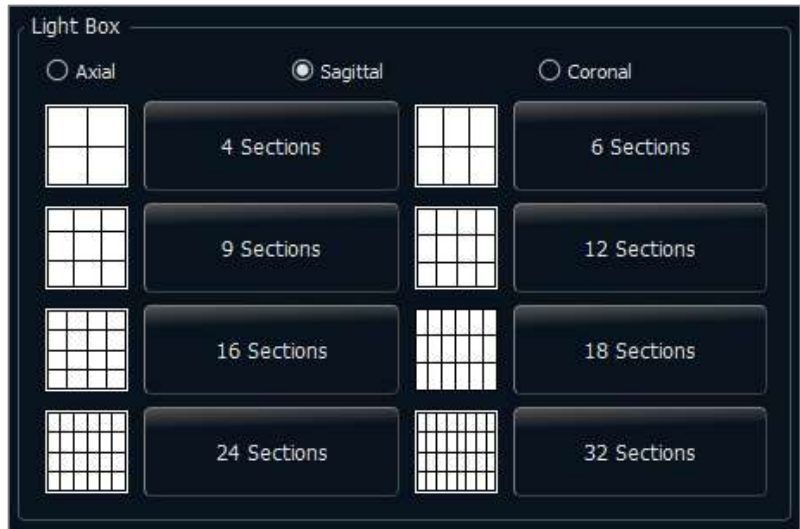 Light Box
Axial Sagittal Coronal
4 Sections 6 Sections
9 Sections 12 Sections
16 Sections 18 Sections
24 Sections 32 Sections